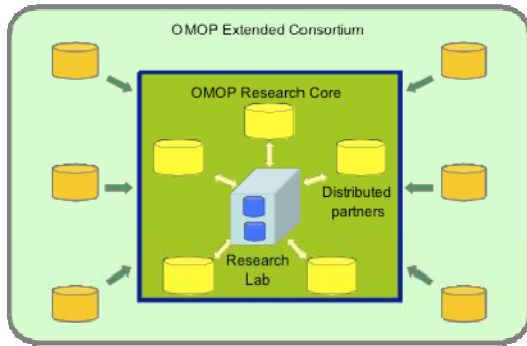 OMOP Extended Consortium
OMOP Research Core
Distributed
partners
Research
Lab